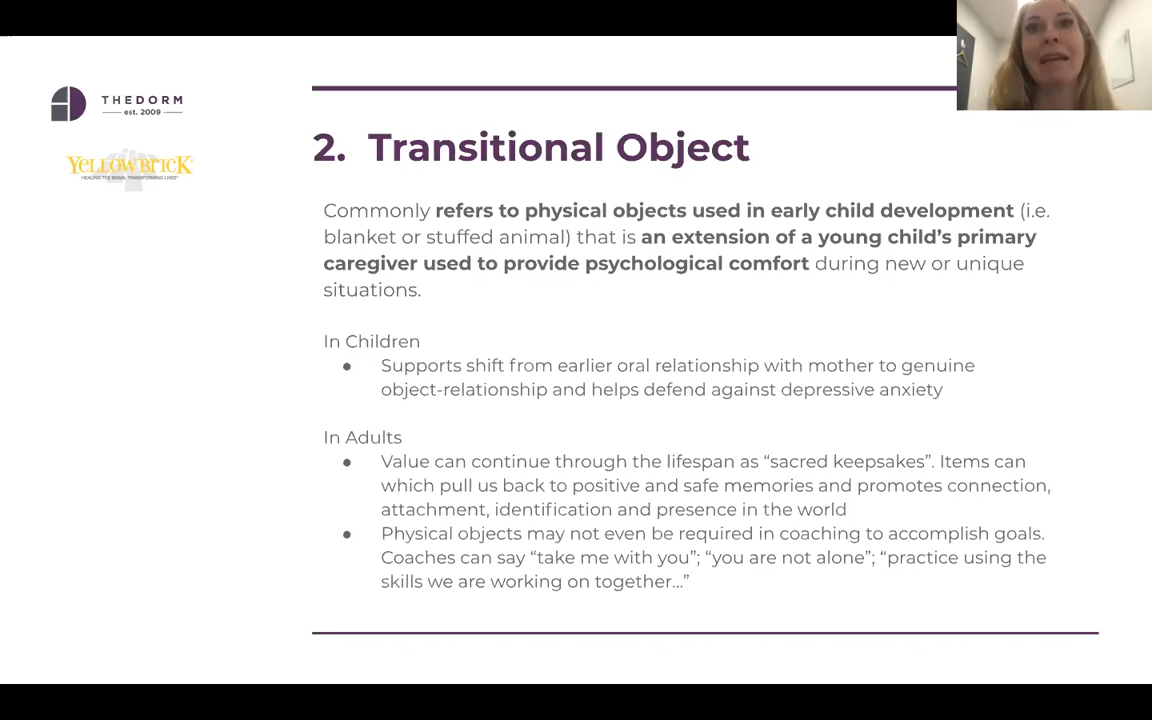 THEDORM
est. 2009
YELLOWBRICK
HEALING THE BRAIN. TRANSFORMING LIVES
2. Transitional Object
Commonly refers to physical objects used in early child development (i.e.
blanket or stuffed animal) that is an extension of a young child’s primary
caregiver used to provide psychological comfort during new or unique
situations.
In Children
● Supports shift from earlier oral relationship with mother to genuine
object-relationship and helps defend against depressive anxiety
In Adults
● Value can continue through the lifespan as “sacred keepsakes”. Items can
which pull us back to positive and safe memories and promotes connection,
attachment, identification and presence in the world
● Physical objects may not even be required in coaching to accomplish goals.
Coaches can say “take me with you”; “you are not alone”; “practice using the
skills we are working on together...”